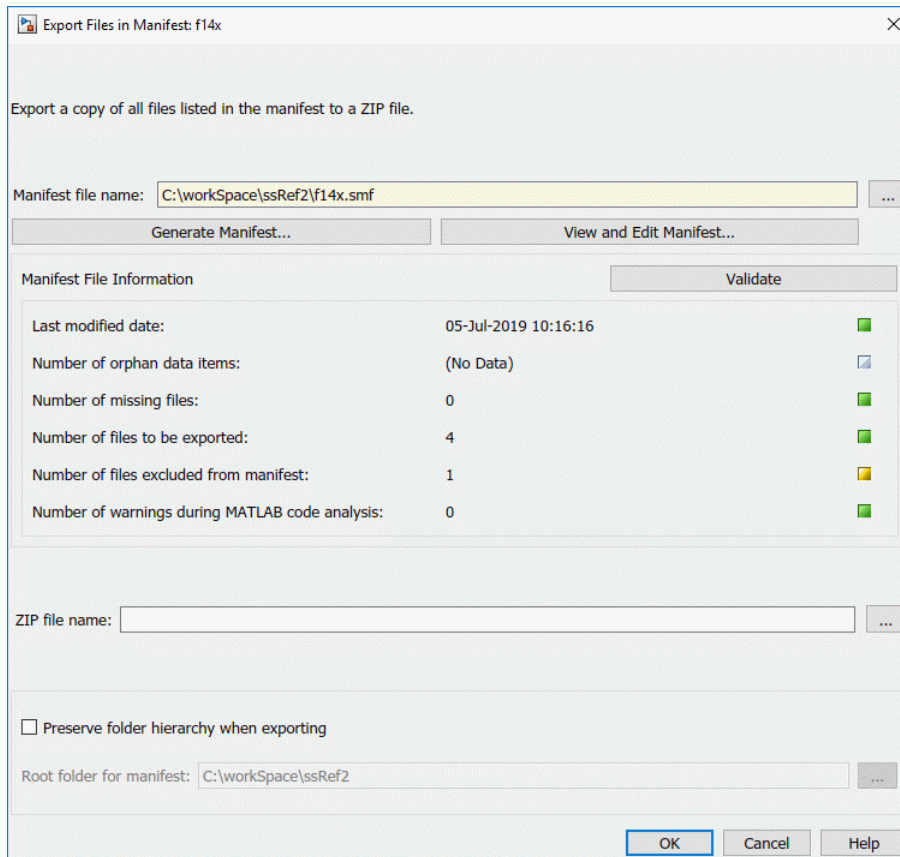 Export Files in Manifest: f14x
Export a copy of all files listed in the manifest to a ZIP file.
Manifest file name: C:\workSpace\ssRef2\f14x.smf ...
Generate Manifest... View and Edit Manifest...
Manifest File Information Validate
Last modified date: 05-Jul-2019 10:16:16
Number of orphan data items: (No Data)
Number of missing files: 0
Number of files to be exported: 4
Number of files excluded from manifest: 1
Number of warnings during MATLAB code analysis: 0
ZIP file name: ...
Preserve folder hierarchy when exporting
Root folder for manifest: C:\workSpace\ssRef2 ...
OK Cancel Help